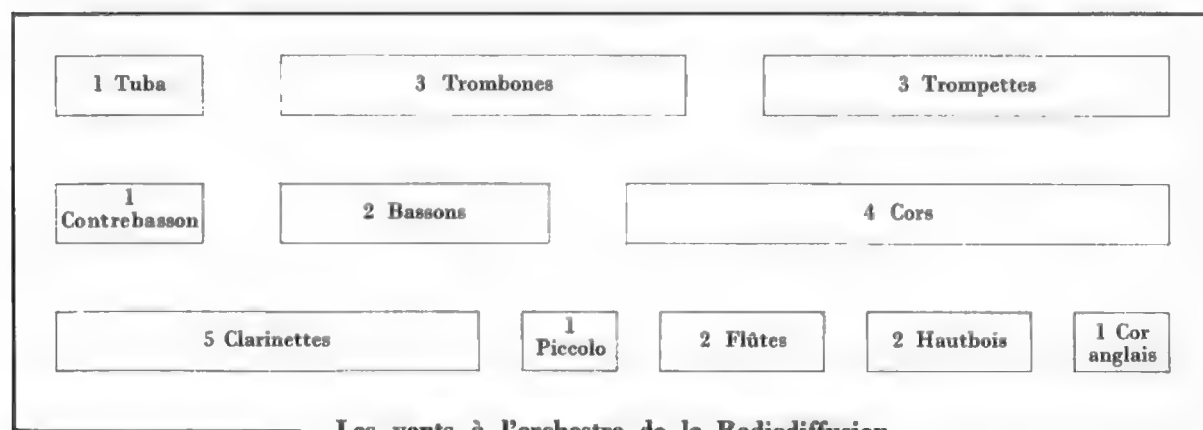 1 Tuba
3 Trombones
3 Trompettes
1
Contrebasson
2 Bassons
4 Cors
5 Clarinettes
1
Piccolo
2 Flûtes
2 Hautbois
1 Cor
anglais
Les vents à l'orchestre de la Radiodiffusion